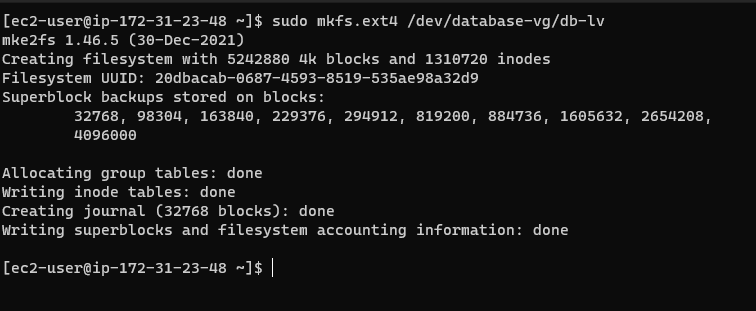 [ec2-user@ip-172-31-23-48 ~]$ sudo mkfs.ext4 /dev/database-vg/db-lv
mke2fs 1.46.5 (30-Dec-2021)
Creating filesystem with 5242880 4k blocks and 1310720 inodes
Filesystem UUID: 20dbacab-0687-4593-8519-535ae98a32d9
Superblock backups stored on blocks:
        32768, 98304, 163840, 229376, 294912, 819200, 884736, 1605632, 2654208,
        4096000

Allocating group tables: done
Writing inode tables: done
Creating journal (32768 blocks): done
Writing superblocks and filesystem accounting information: done

[ec2-user@ip-172-31-23-48 ~]$